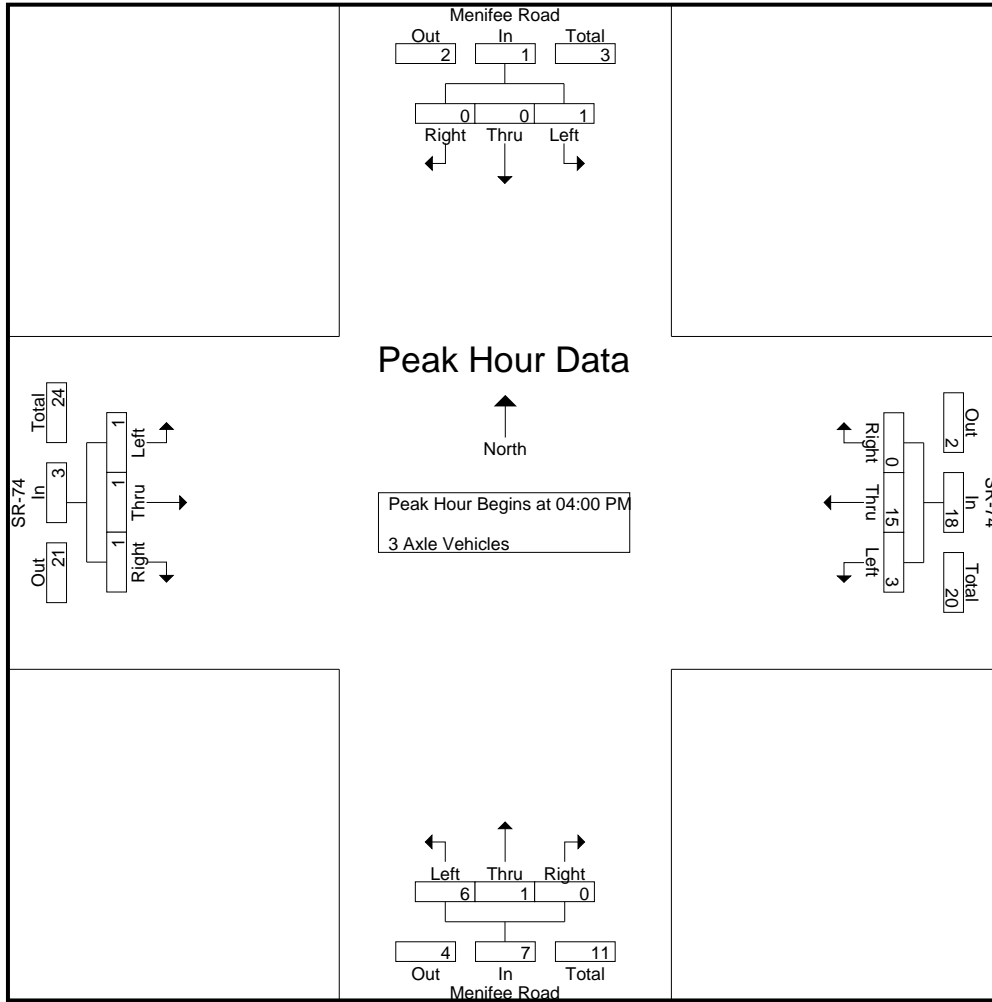 Menifee Road
Out In Total
2 1 3
0 0 1
Right Thru Left
Peak Hour Data
North
Peak Hour Begins at 04:00 PM
3 Axle Vehicles
SR-74
Out In Total
21 3 24
Left Thru Right
1 1 1
SR-74
Out In Total
2 18 20
Right Thru Left
0 15 3
Left Thru Right
6 1 0
4 7 11
Out In Total
Menifee Road